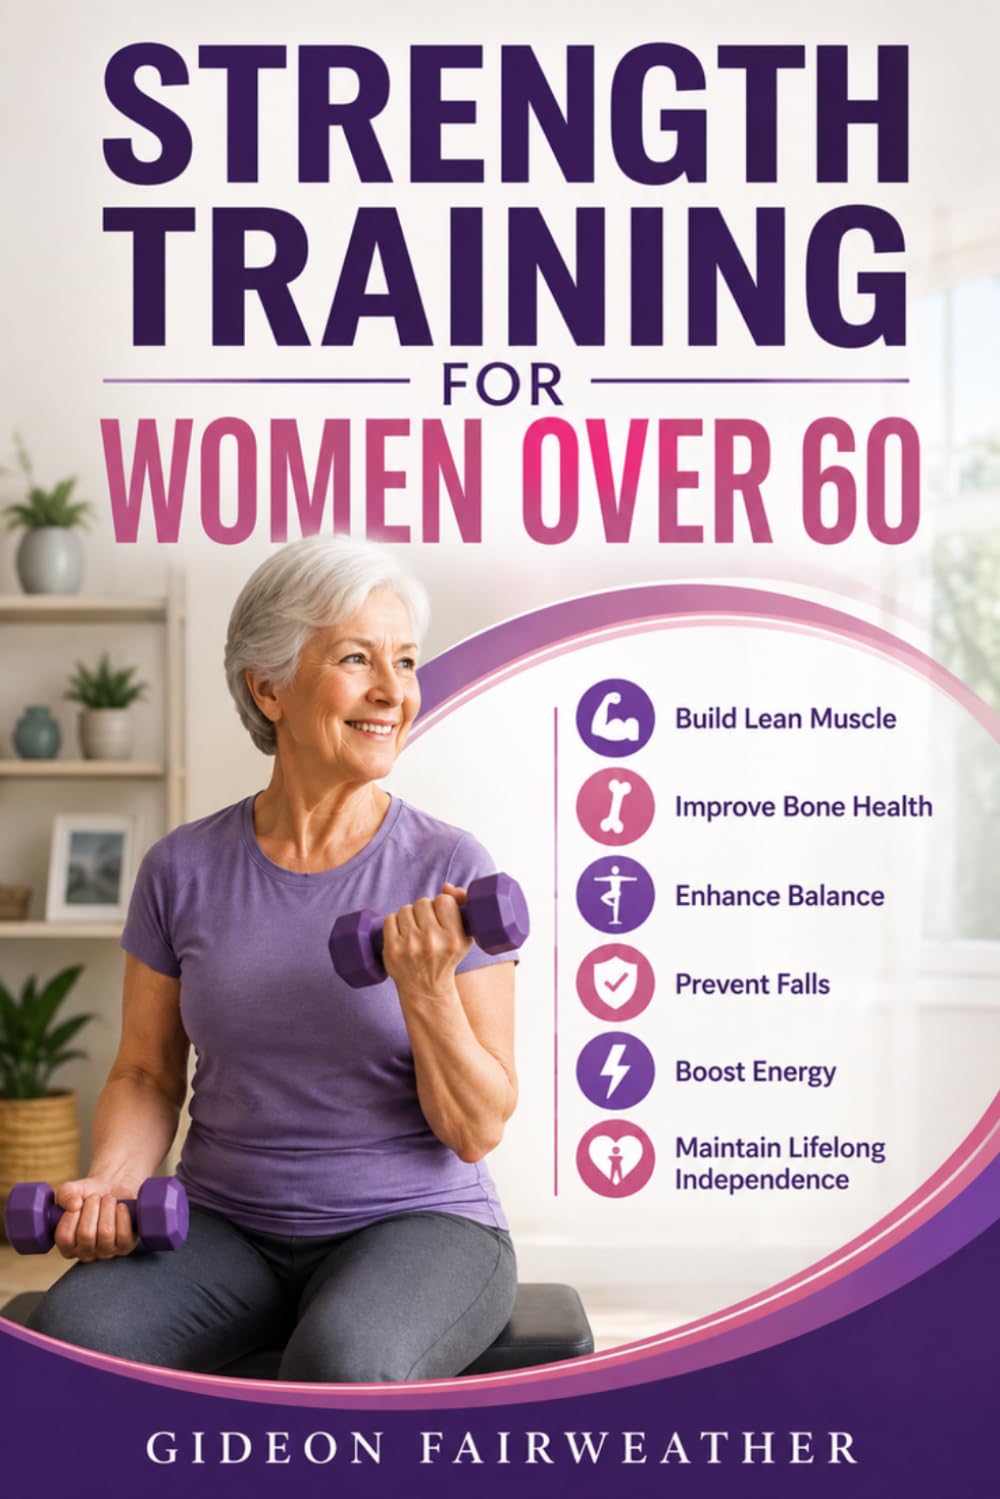 STRENGTH
TRAINING
FOR
WOMEN OVER 60
Build Lean Muscle
Improve Bone Health
Enhance Balance
Prevent Falls
Boost Energy
Maintain Lifelong
Independence
GIDEON FAIRWEATHER